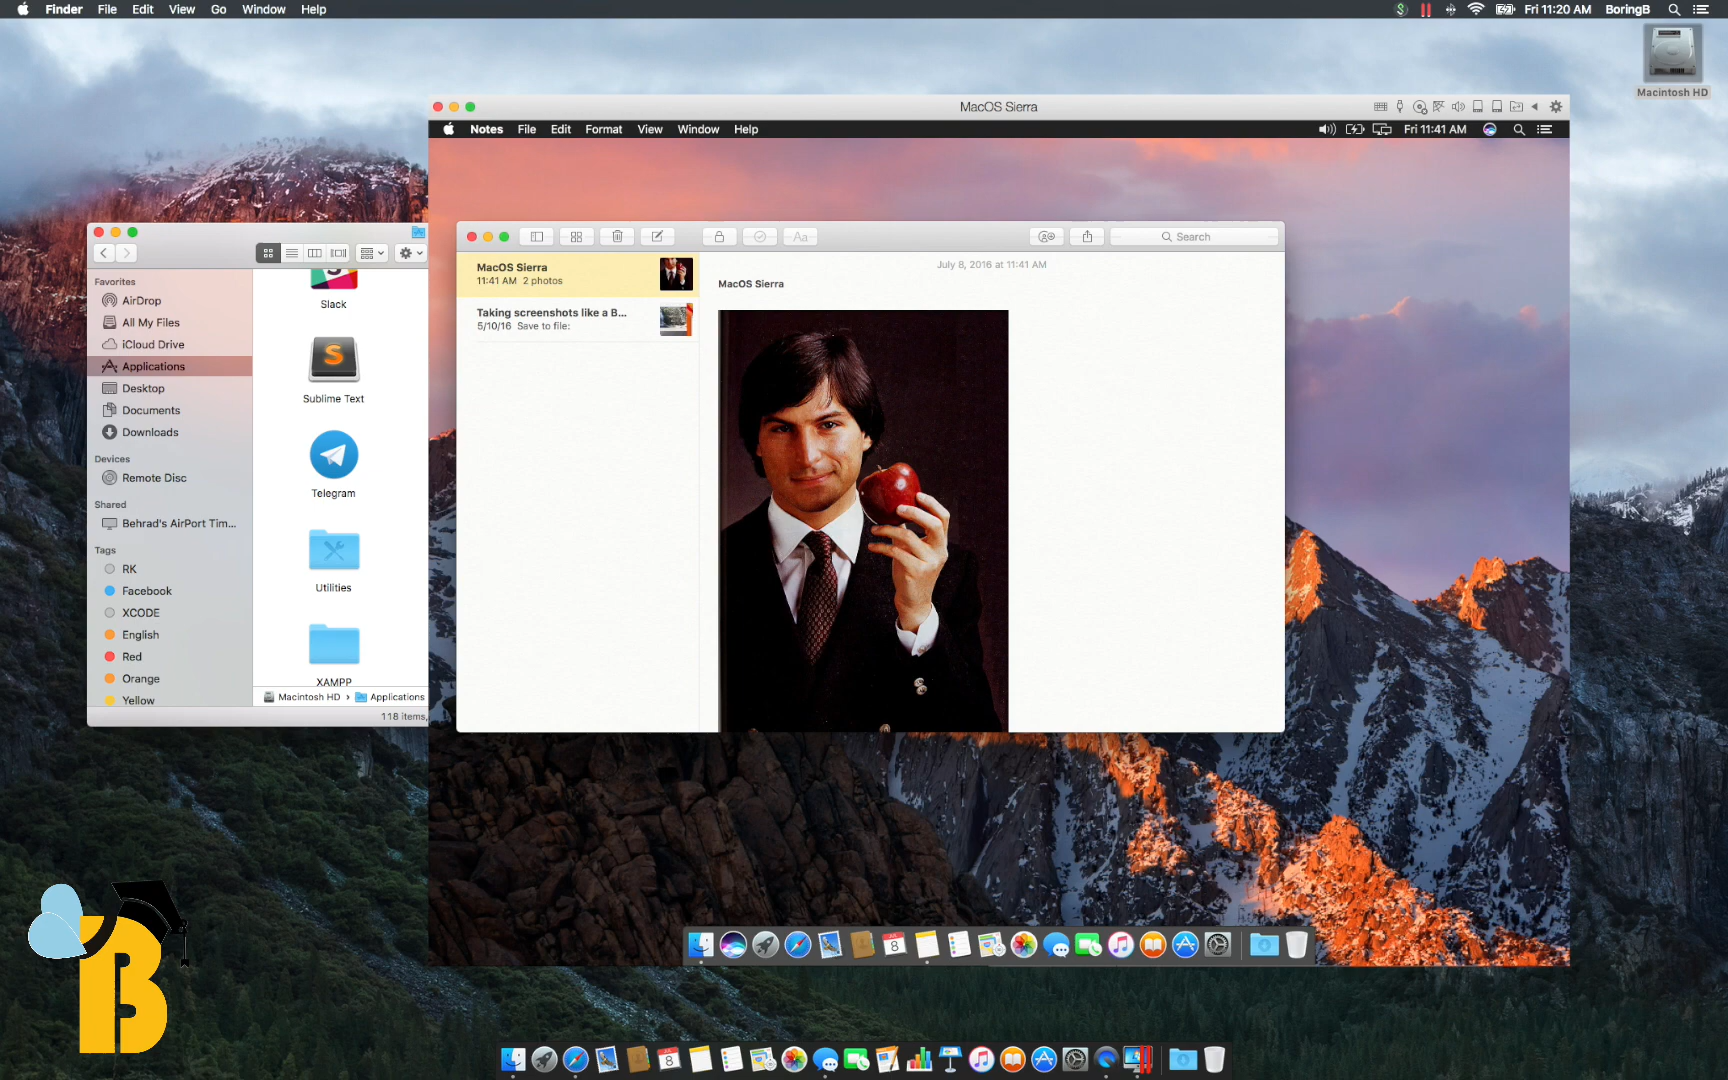 Finder File Edit View Go Window Help
Fri 11:20 AM BoringB
Macintosh HD
MacOS Sierra
Notes File Edit Format View Window Help
Fri 11:41 AM
Search
MacOS Sierra
11:41 AM 2 photos
Taking screenshots like a B...
5/10/16 Save to file:
July 8, 2016 at 11:41 AM
MacOS Sierra
Favorites
AirDrop
All My Files
iCloud Drive
Applications
Desktop
Documents
Downloads
Devices
Remote Disc
Shared
Behrad's AirPort Tim...
Tags
RK
Facebook
XCODE
English
Red
Orange
Yellow
Slack
S
Sublime Text
Telegram
Utilities
XAMPP
Macintosh HD › Applications
118 items,
8
B
8